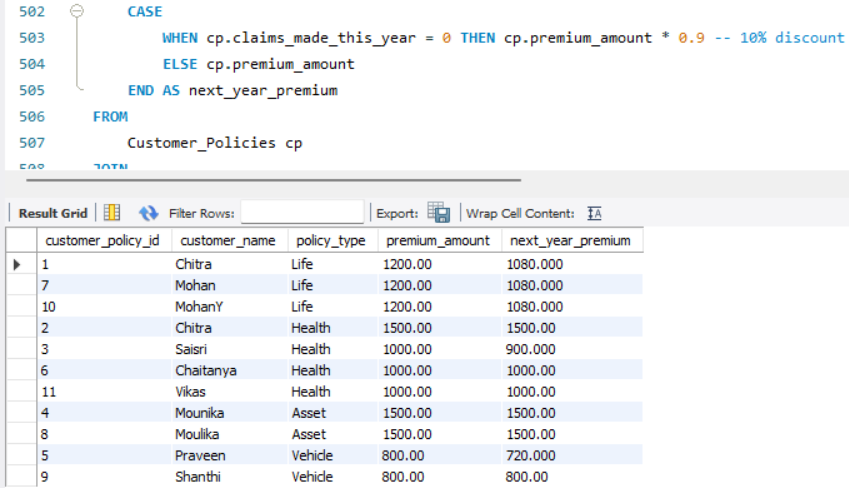 502 CASE
503 WHEN cp.claims_made_this_year = 0 THEN cp.premium_amount * 0.9 -- 10% discount
504 ELSE cp.premium_amount
505 END AS next_year_premium
506 FROM
507 Customer_Policies cp
508 JOIN
Result Grid Filter Rows: Export: Wrap Cell Content: IA
customer_policy_id customer_name policy_type premium_amount next_year_premium
1 Chitra Life 1200.00 1080.000
7 Mohan Life 1200.00 1080.000
10 MohanY Life 1200.00 1080.000
2 Chitra Health 1500.00 1500.00
3 Saisri Health 1000.00 900.000
6 Chaitanya Health 1000.00 1000.00
11 Vikas Health 1000.00 1000.00
4 Mounika Asset 1500.00 1500.00
8 Moulika Asset 1500.00 1500.00
5 Praveen Vehicle 800.00 720.000
9 Shanthi Vehicle 800.00 800.00